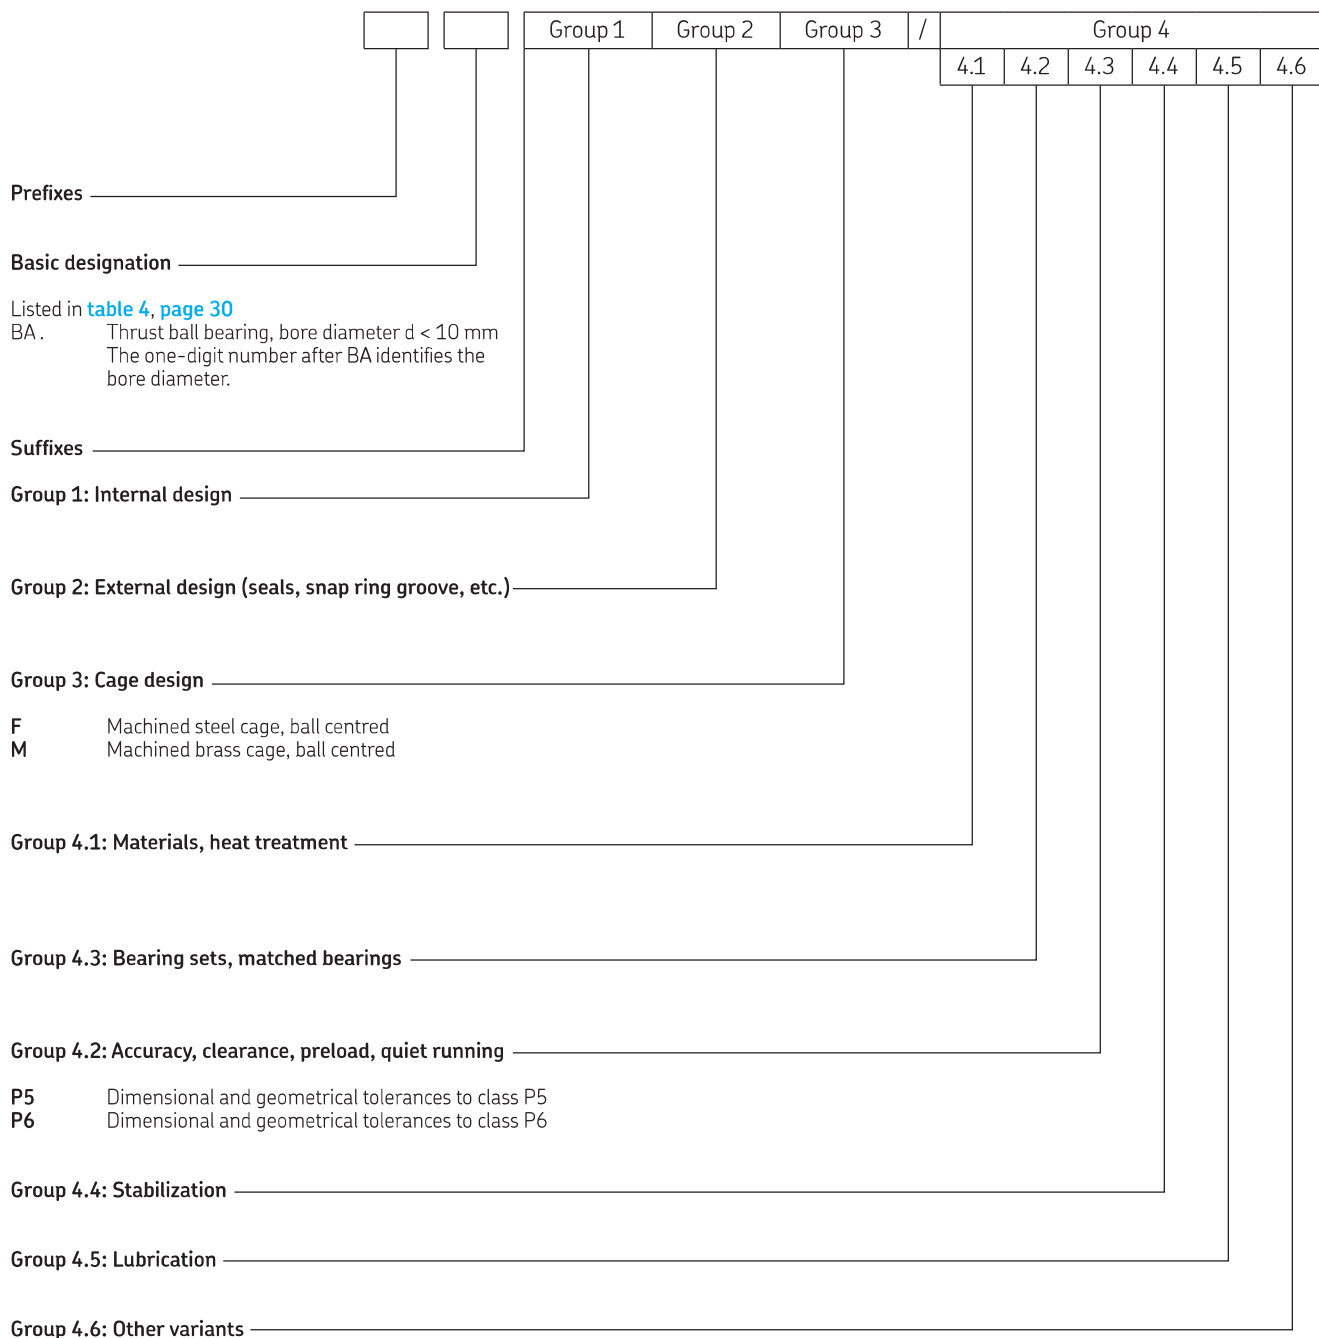 Group 1 Group 2 Group 3 / Group 4
4.1 4.2 4.3 4.4 4.5 4.6
Prefixes
Basic designation
Listed in table 4, page 30
BA . Thrust ball bearing, bore diameter d < 10 mm
The one-digit number after BA identifies the
bore diameter.
Suffixes
Group 1: Internal design
Group 2: External design (seals, snap ring groove, etc.)
Group 3: Cage design
F Machined steel cage, ball centred
M Machined brass cage, ball centred
Group 4.1: Materials, heat treatment
Group 4.3: Bearing sets, matched bearings
Group 4.2: Accuracy, clearance, preload, quiet running
P5 Dimensional and geometrical tolerances to class P5
P6 Dimensional and geometrical tolerances to class P6
Group 4.4: Stabilization
Group 4.5: Lubrication
Group 4.6: Other variants